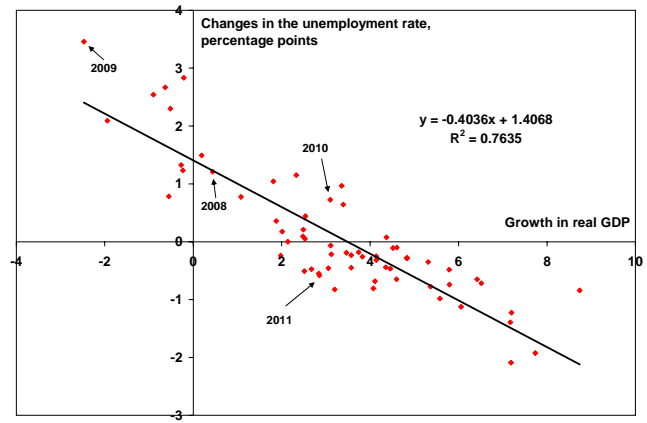 4
Changes in the unemployment rate,
percentage points
2009
3
2
y = -0.4036x + 1.4068
R² = 0.7635
2010
1
2008
Growth in real GDP
-4 -2 0 0 2 4 6 8 10
2011
-1
-2
-3